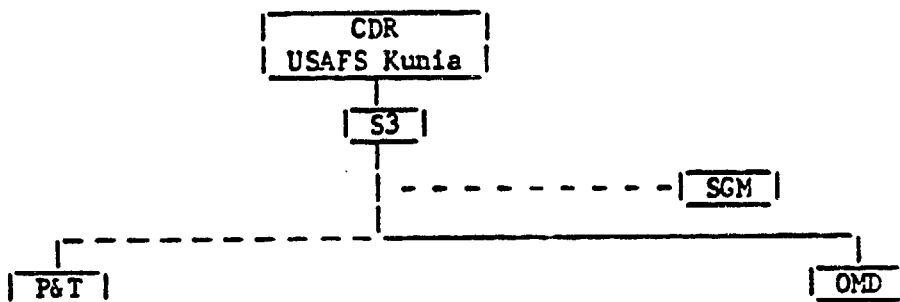 CDR
USAFS Kunia
S3
SGM
P&T
OMD